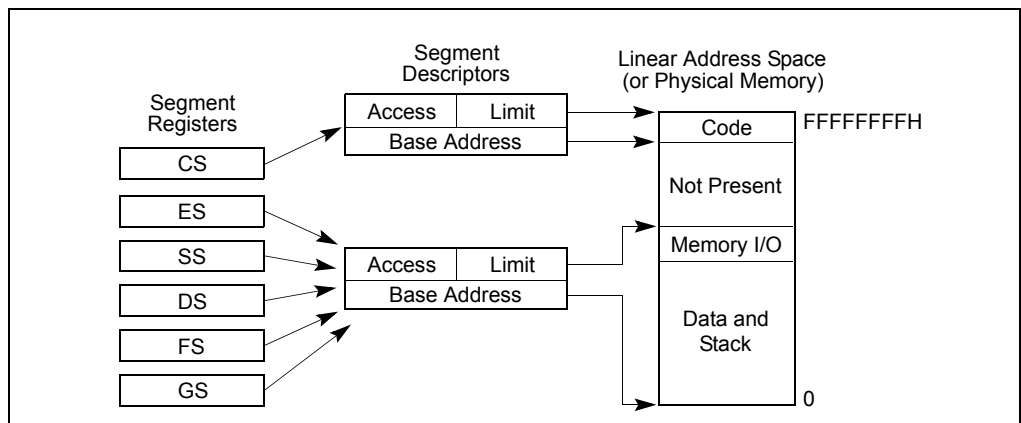 Segment
Registers
CS
ES
SS
DS
FS
GS
Segment
Descriptors
Access Limit
Base Address
Access Limit
Base Address
Linear Address Space
(or Physical Memory)
Code
Not Present
Memory I/O
Data and
Stack
FFFFFFFFH
0